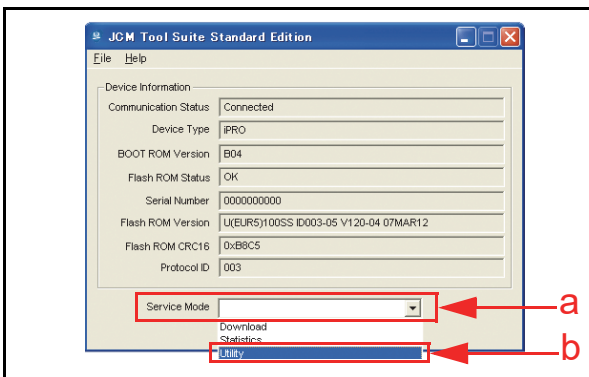 JCM Tool Suite Standard Edition
File Help
Device Information
Communication Status Connected
Device Type iPRO
BOOT ROM Version B04
Flash ROM Status OK
Serial Number 0000000000
Flash ROM Version U(EUR5)100SS ID003-05 V120-04 07MAR12
Flash ROM CRC16 0xB8C5
Protocol ID 003
Service Mode
a
Download
Statistics
Utility
b